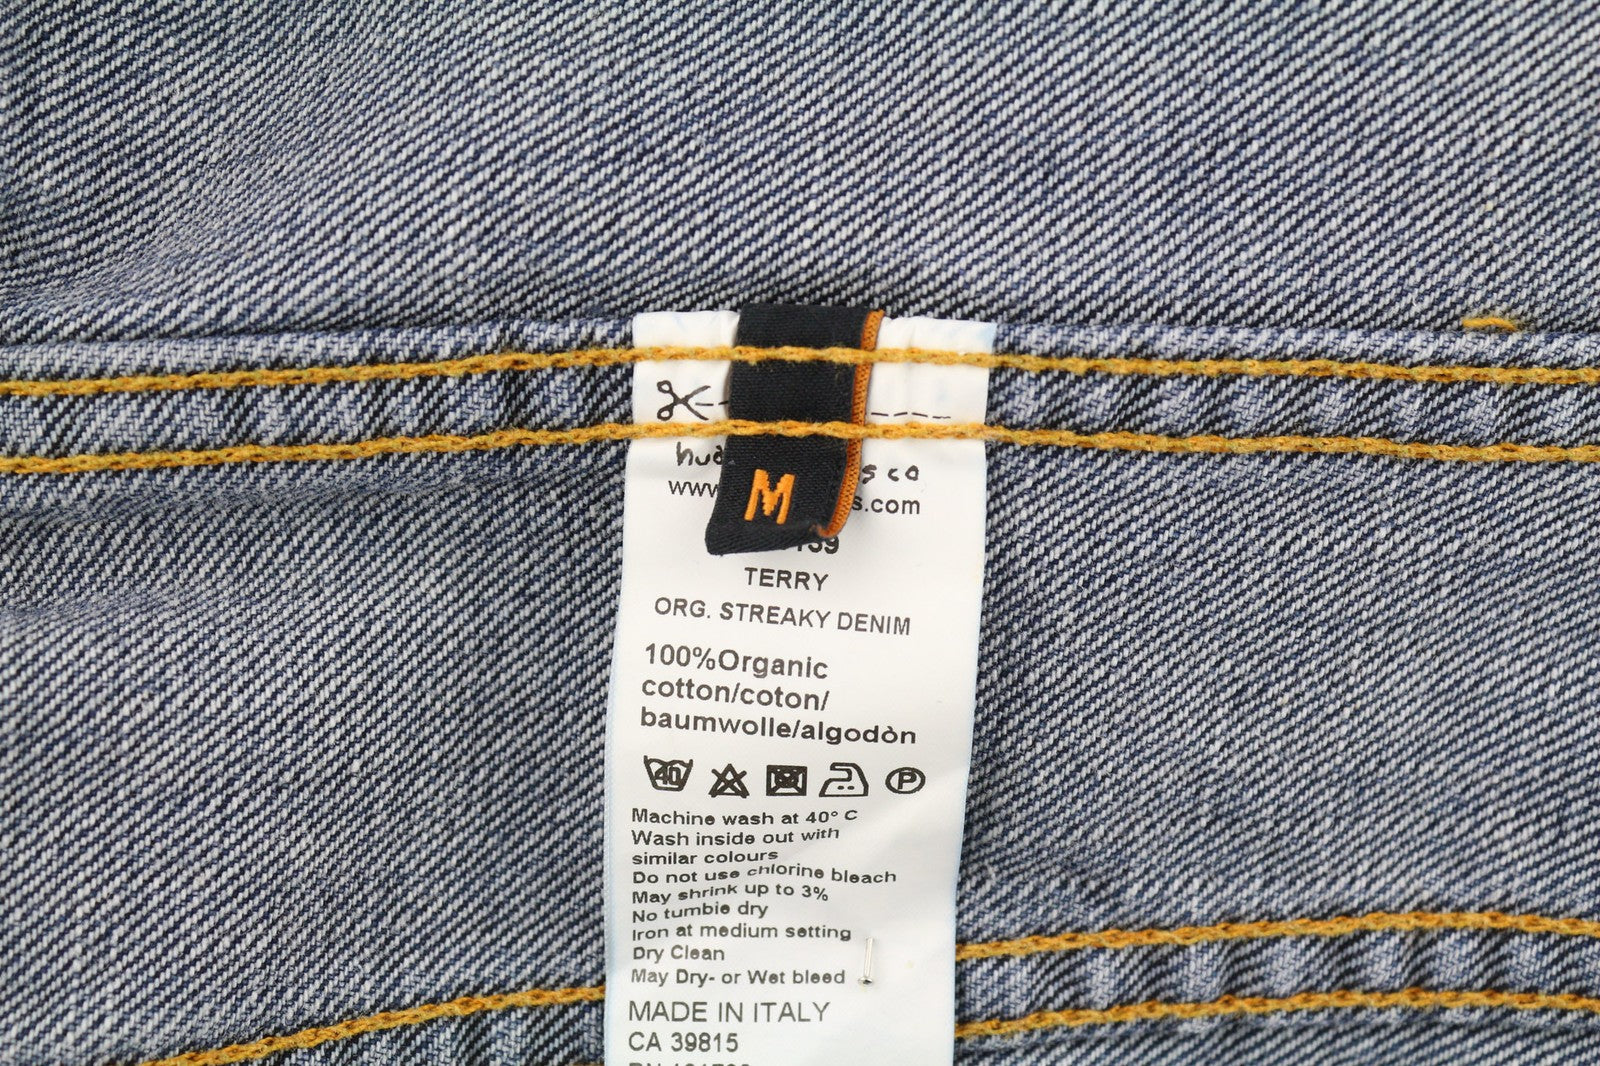 M
TERRY
ORG. STREAKY DENIM
100%Organic
cotton/coton/
baumwolle/algodòn
40
P
Machine wash at 40° C
Wash inside out with
similar colours
Do not use chlorine bleach
May shrink up to 3%
No tumble dry
Iron at medium setting
Dry Clean
May Dry- or Wet bleed
MADE IN ITALY
CA 39815